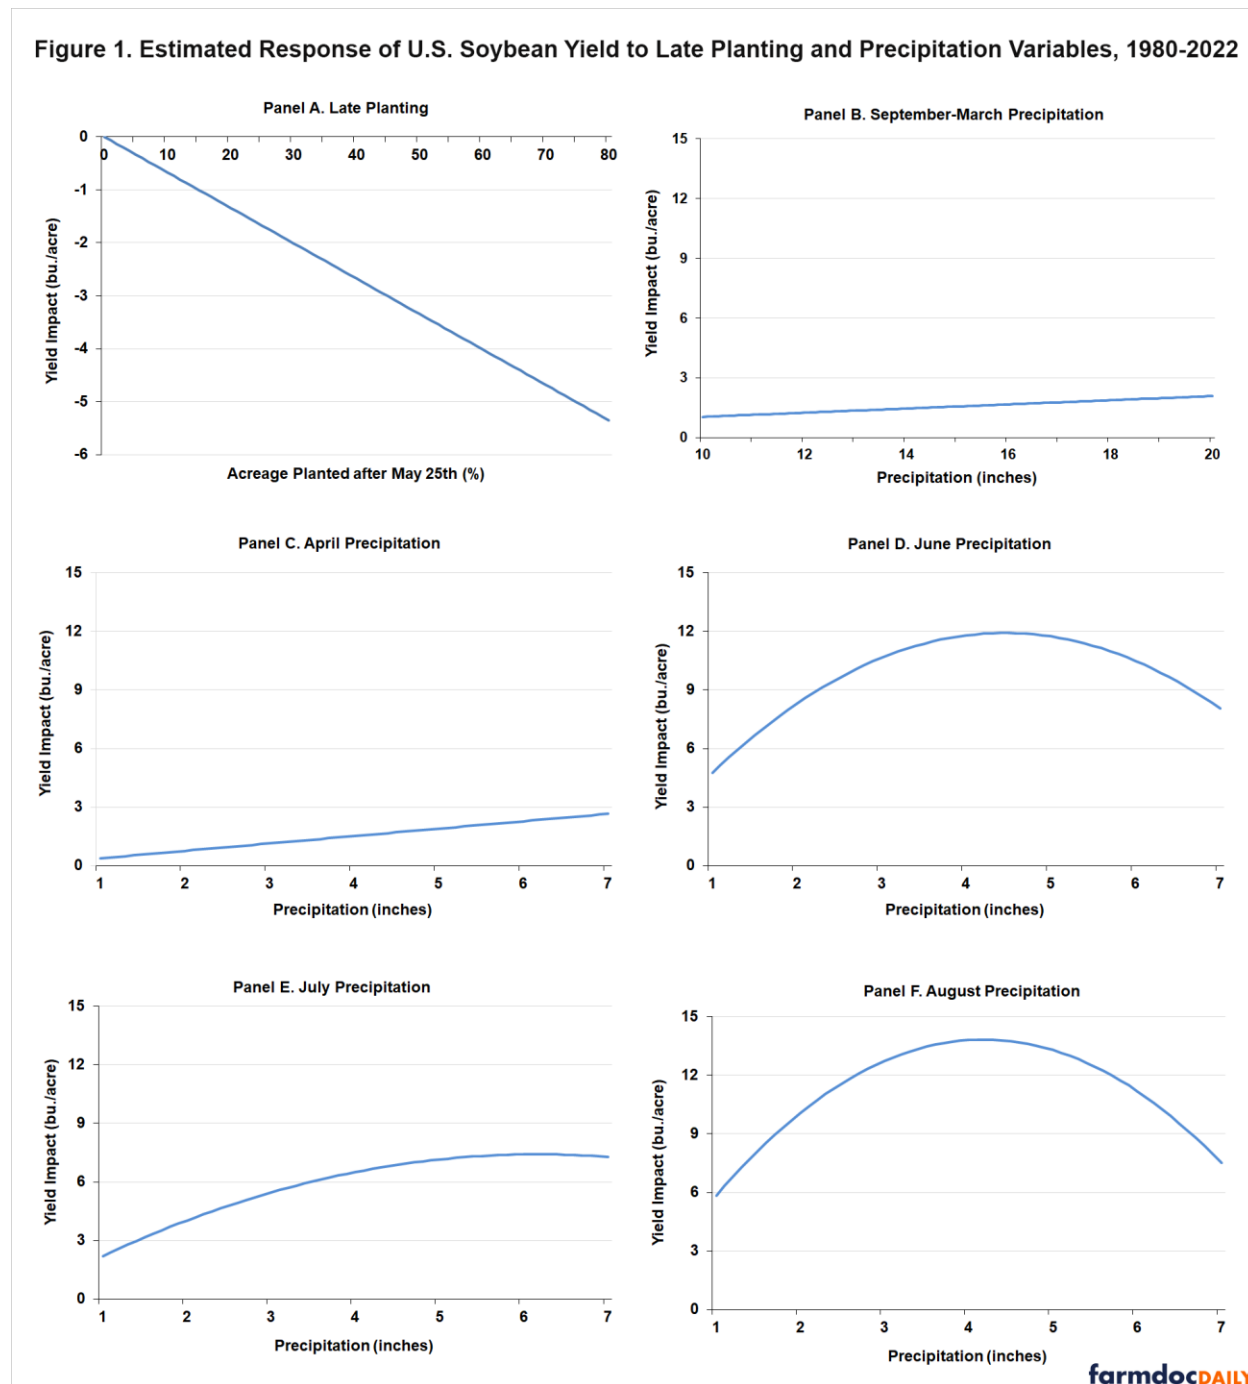 Figure 1. Estimated Response of U.S. Soybean Yield to Late Planting and Precipitation Variables, 1980-2022
Panel A. Late Planting
0
-1
-2
-3
-4
-5
-6
0 10 20 30 40 50 60 70 80
Yield Impact (bu./acre)
Acreage Planted after May 25th (%)
Panel B. September-March Precipitation
15
12
9
6
3
0
10 12 14 16 18 20
Yield Impact (bu./acre)
Precipitation (inches)
Panel C. April Precipitation
15
12
9
6
3
0
1 2 3 4 5 6 7
Yield Impact (bu./acre)
Precipitation (inches)
Panel D. June Precipitation
15
12
9
6
3
0
1 2 3 4 5 6 7
Yield Impact (bu./acre)
Precipitation (inches)
Panel E. July Precipitation
15
12
9
6
3
0
1 2 3 4 5 6 7
Yield Impact (bu./acre)
Precipitation (inches)
Panel F. August Precipitation
15
12
9
6
3
0
1 2 3 4 5 6 7
Yield Impact (bu./acre)
Precipitation (inches)
farmdocDAILY